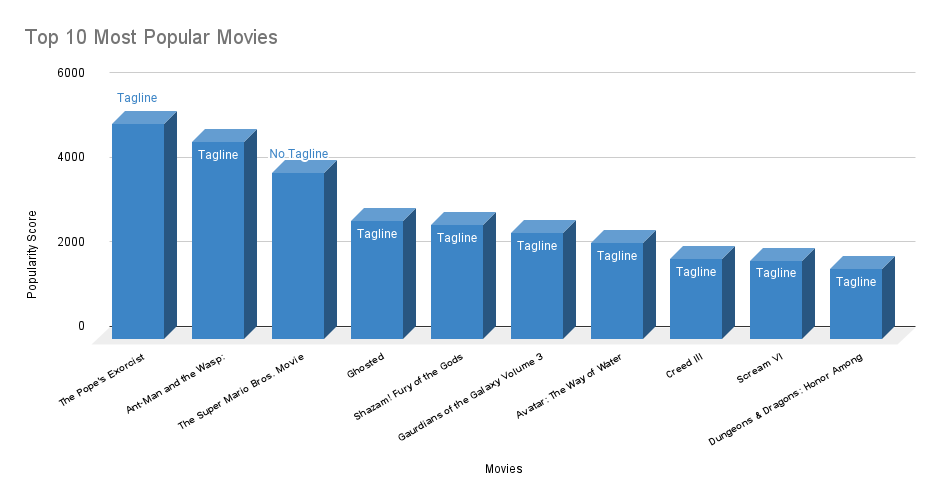 Top 10 Most Popular Movies
6000
4000
2000
0
Popularity Score
Tagline
Tagline
No Tagline
Tagline
Tagline
Tagline
Tagline
Tagline
Tagline
Tagline
The Pope's Exorcist
Ant-Man and the Wasp:
The Super Mario Bros. Movie
Ghosted
Shazam! Fury of the Gods
Gaurdians of the Galaxy Volume 3
Avatar: The Way of Water
Creed III
Scream VI
Dungeons & Dragons: Honor Among
Movies